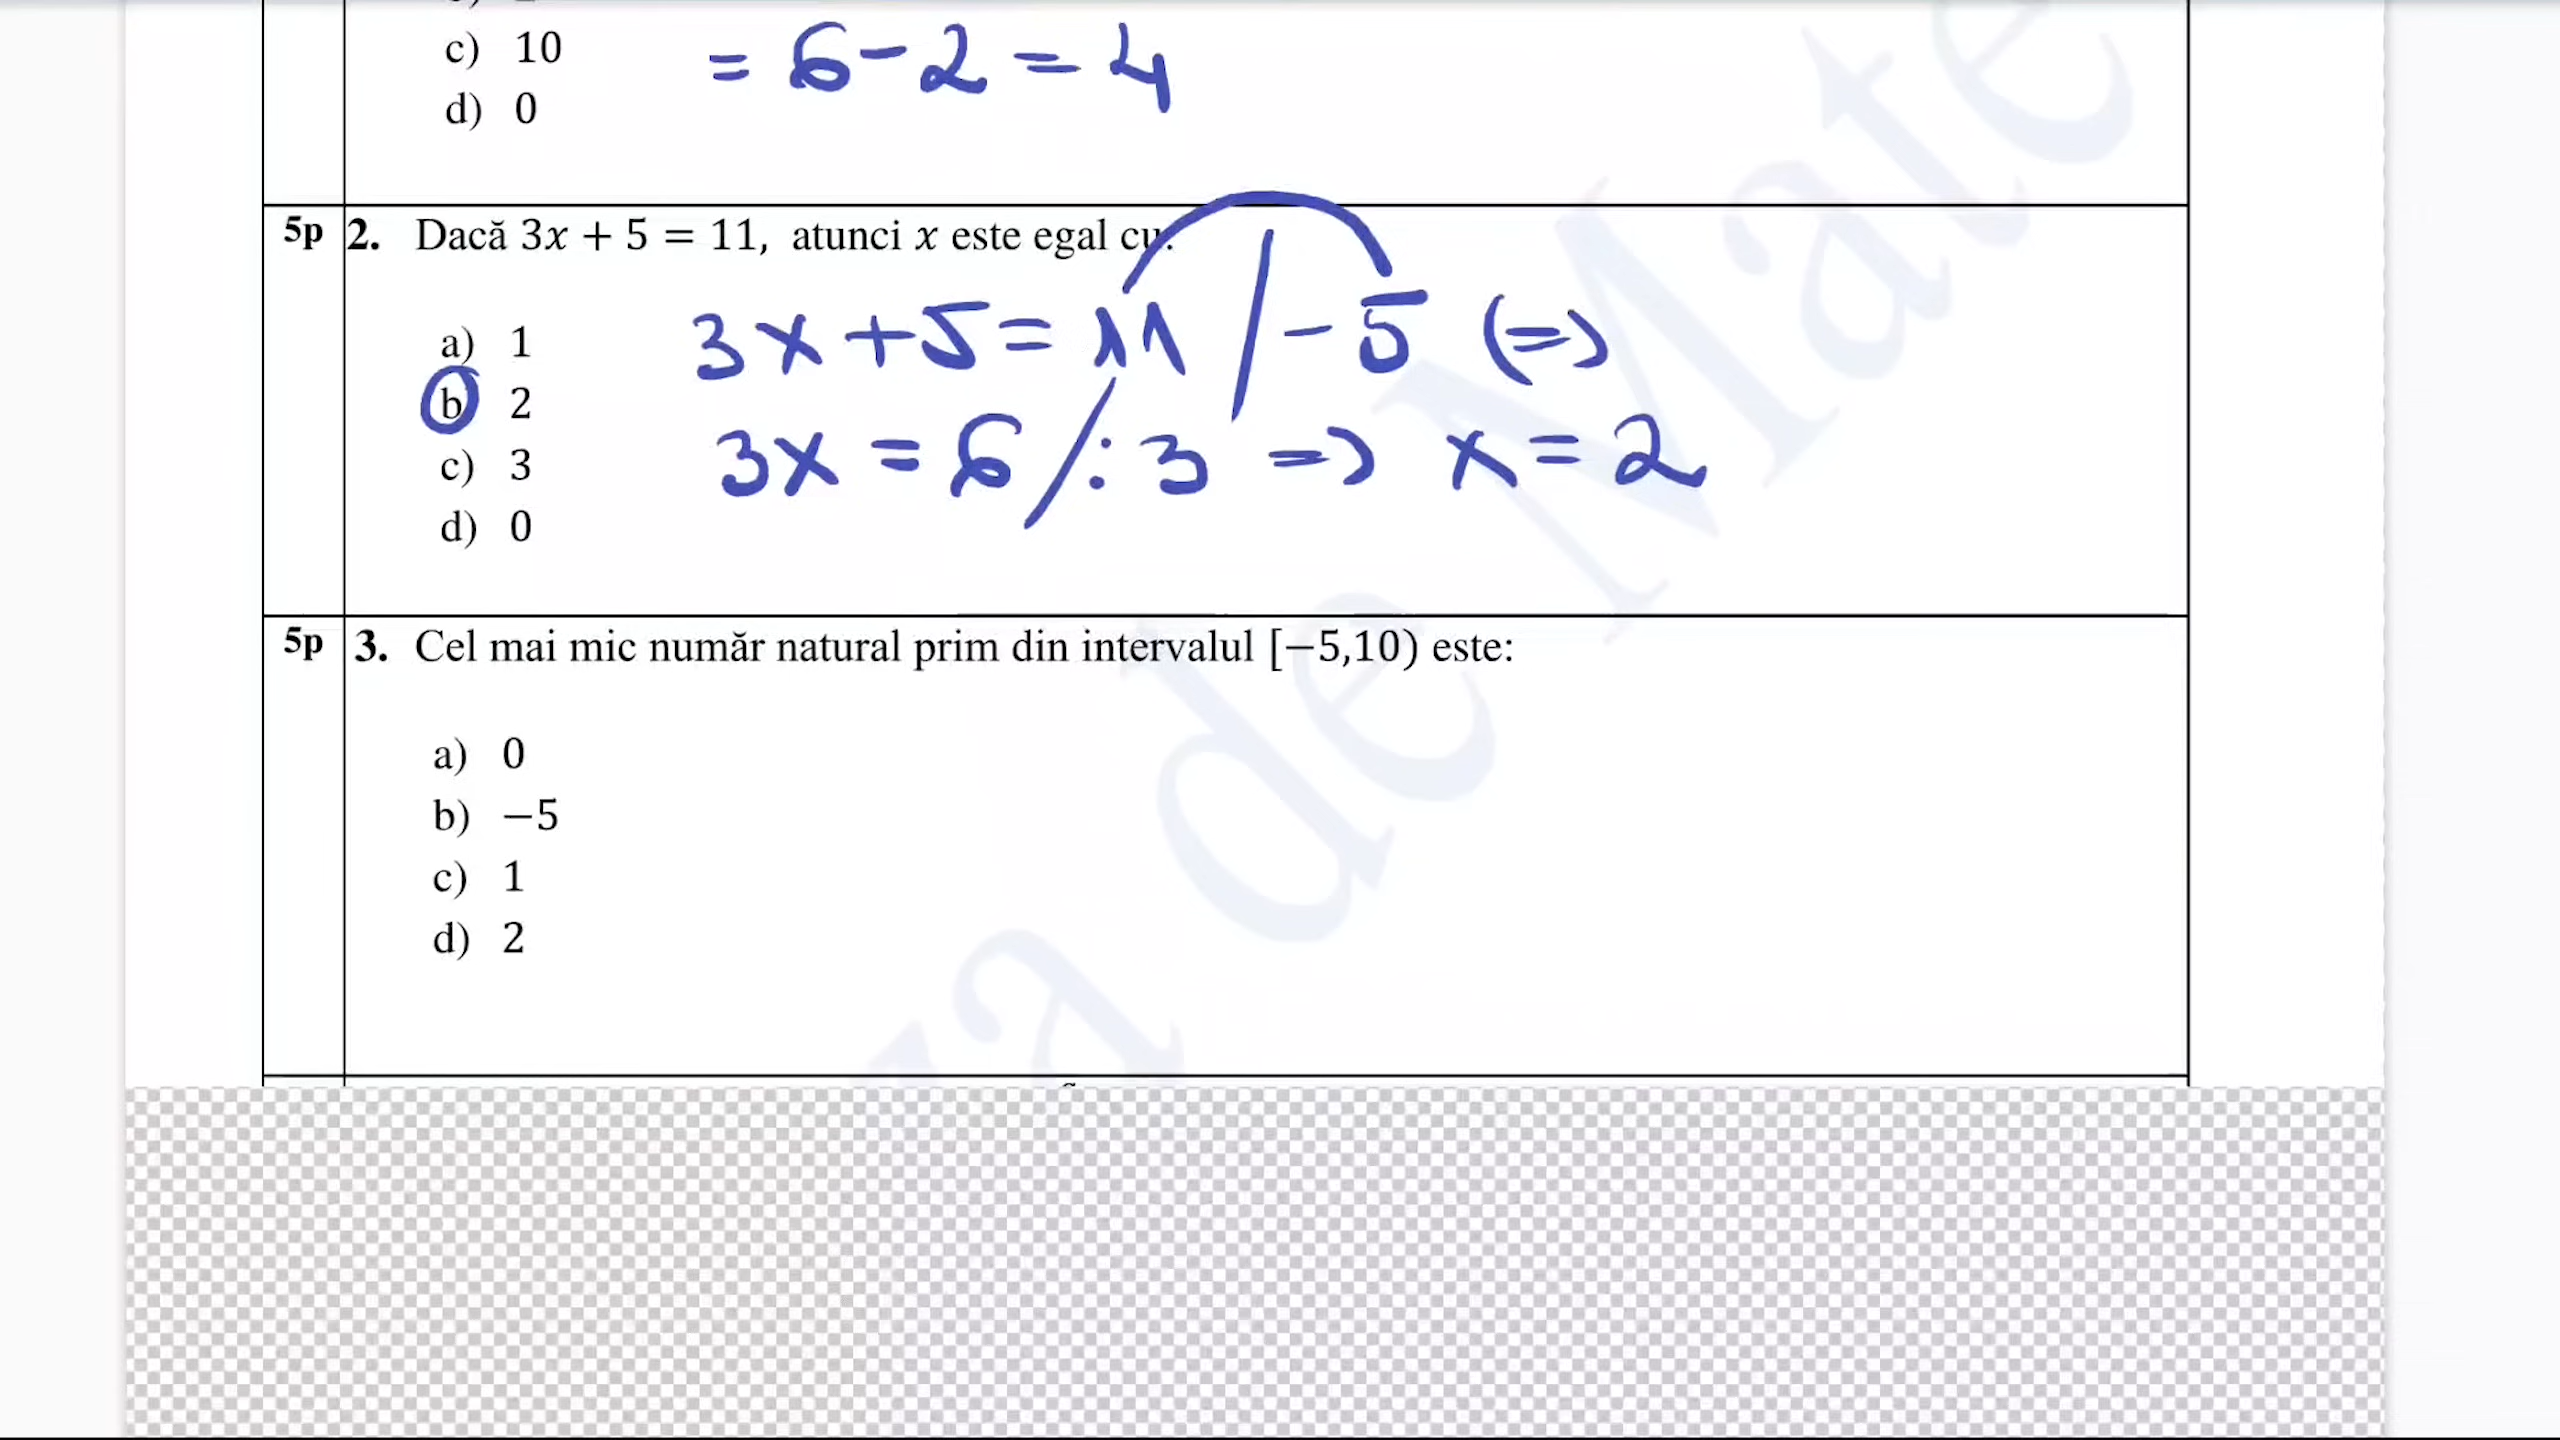 c) 10
= 6 - 2 = 4
d) 0
5p 2. Dacă 3x + 5 = 11, atunci x este egal cu:
3x + 5 = 11 / - 5 (=>
a) 1
b) 2
3x = 6 / : 3 => x = 2
c) 3
d) 0
5p 3. Cel mai mic număr natural prim din intervalul [−5,10) este:
a) 0
b) −5
c) 1
d) 2
de Mate